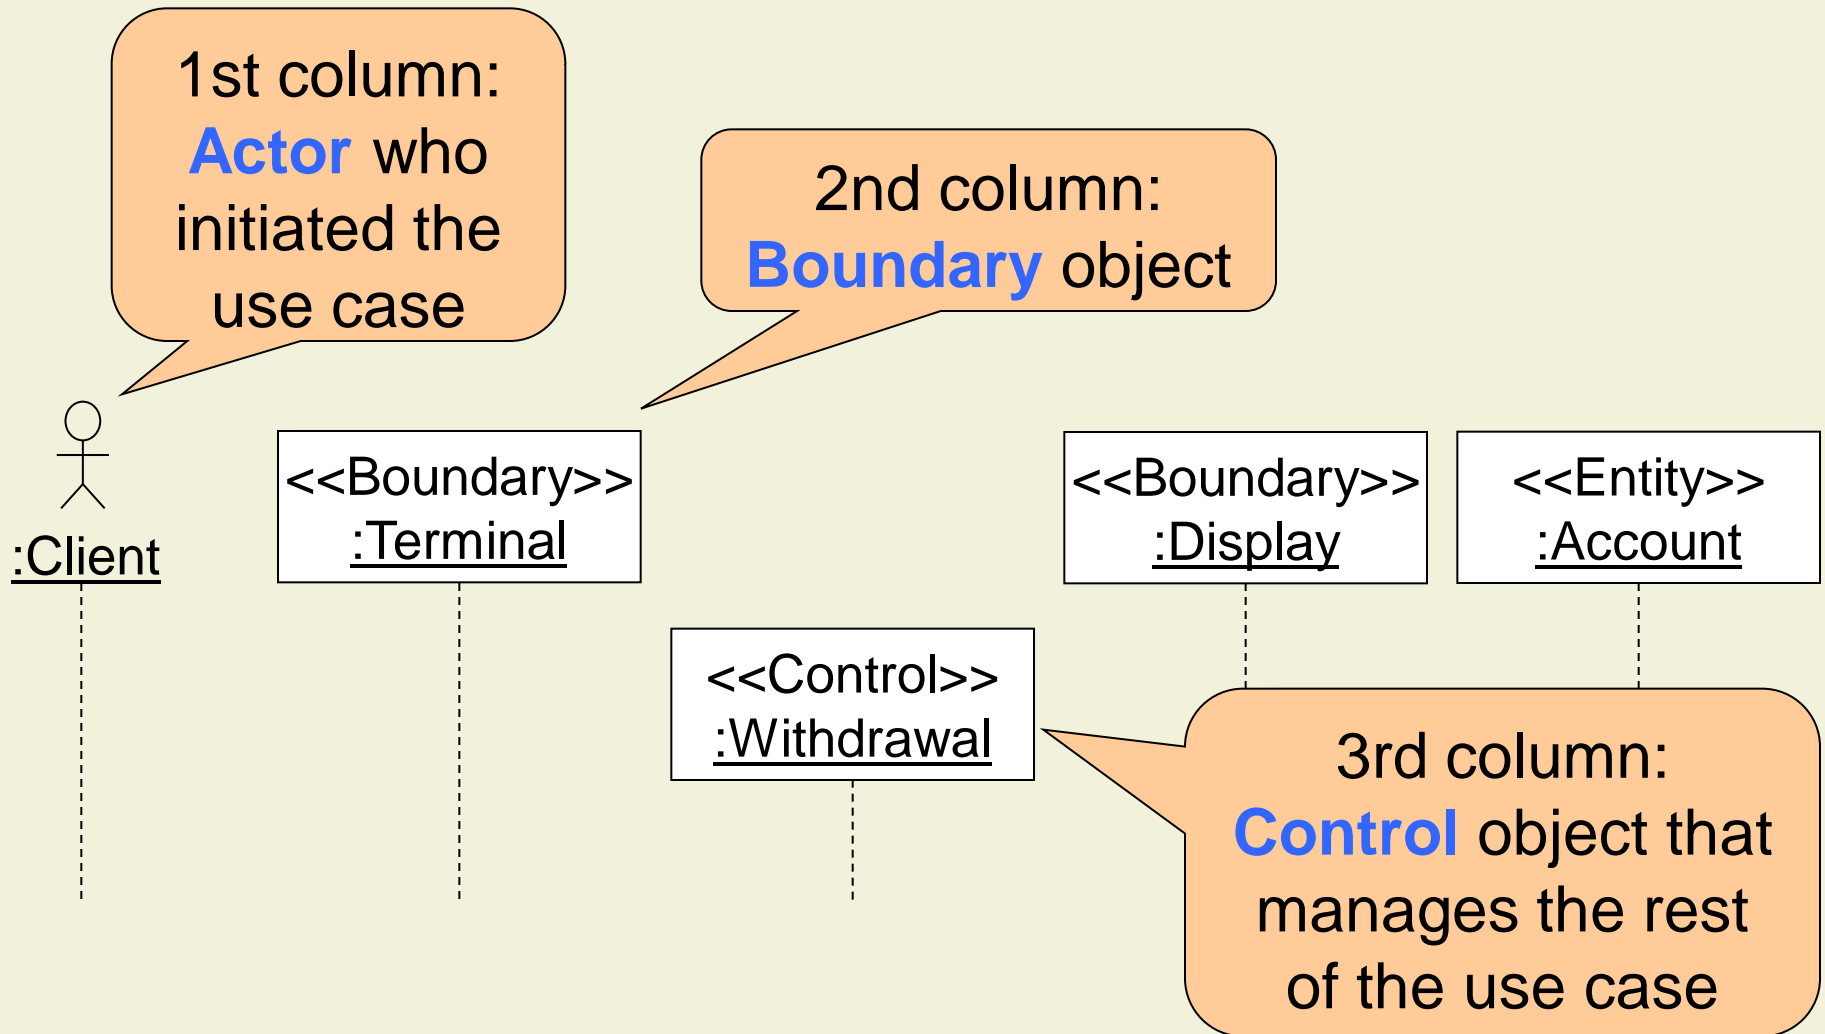 1st column:
Actor who
initiated the
use case
2nd column:
Boundary object
:Client
<<Boundary>>
:Terminal
<<Control>>
:Withdrawal
<<Boundary>>
:Display
<<Entity>>
:Account
3rd column:
Control object that
manages the rest
of the use case